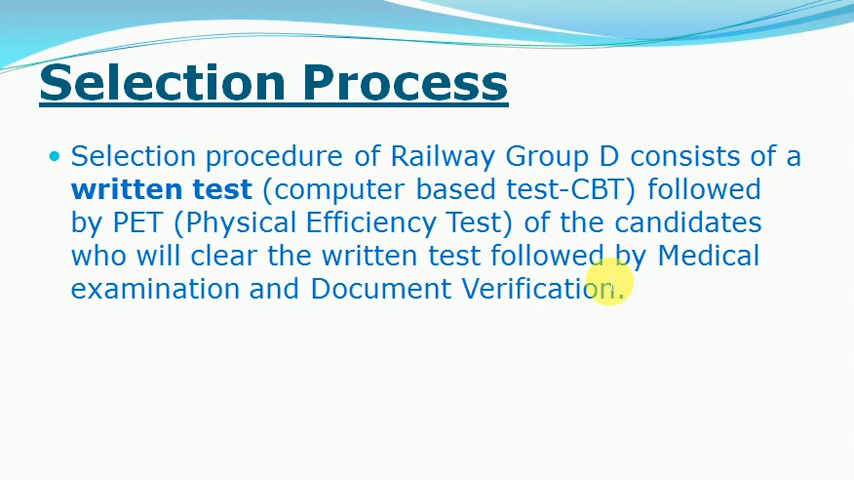 Selection Process
• Selection procedure of Railway Group D consists of a
written test (computer based test-CBT) followed
by PET (Physical Efficiency Test) of the candidates
who will clear the written test followed by Medical
examination and Document Verification.